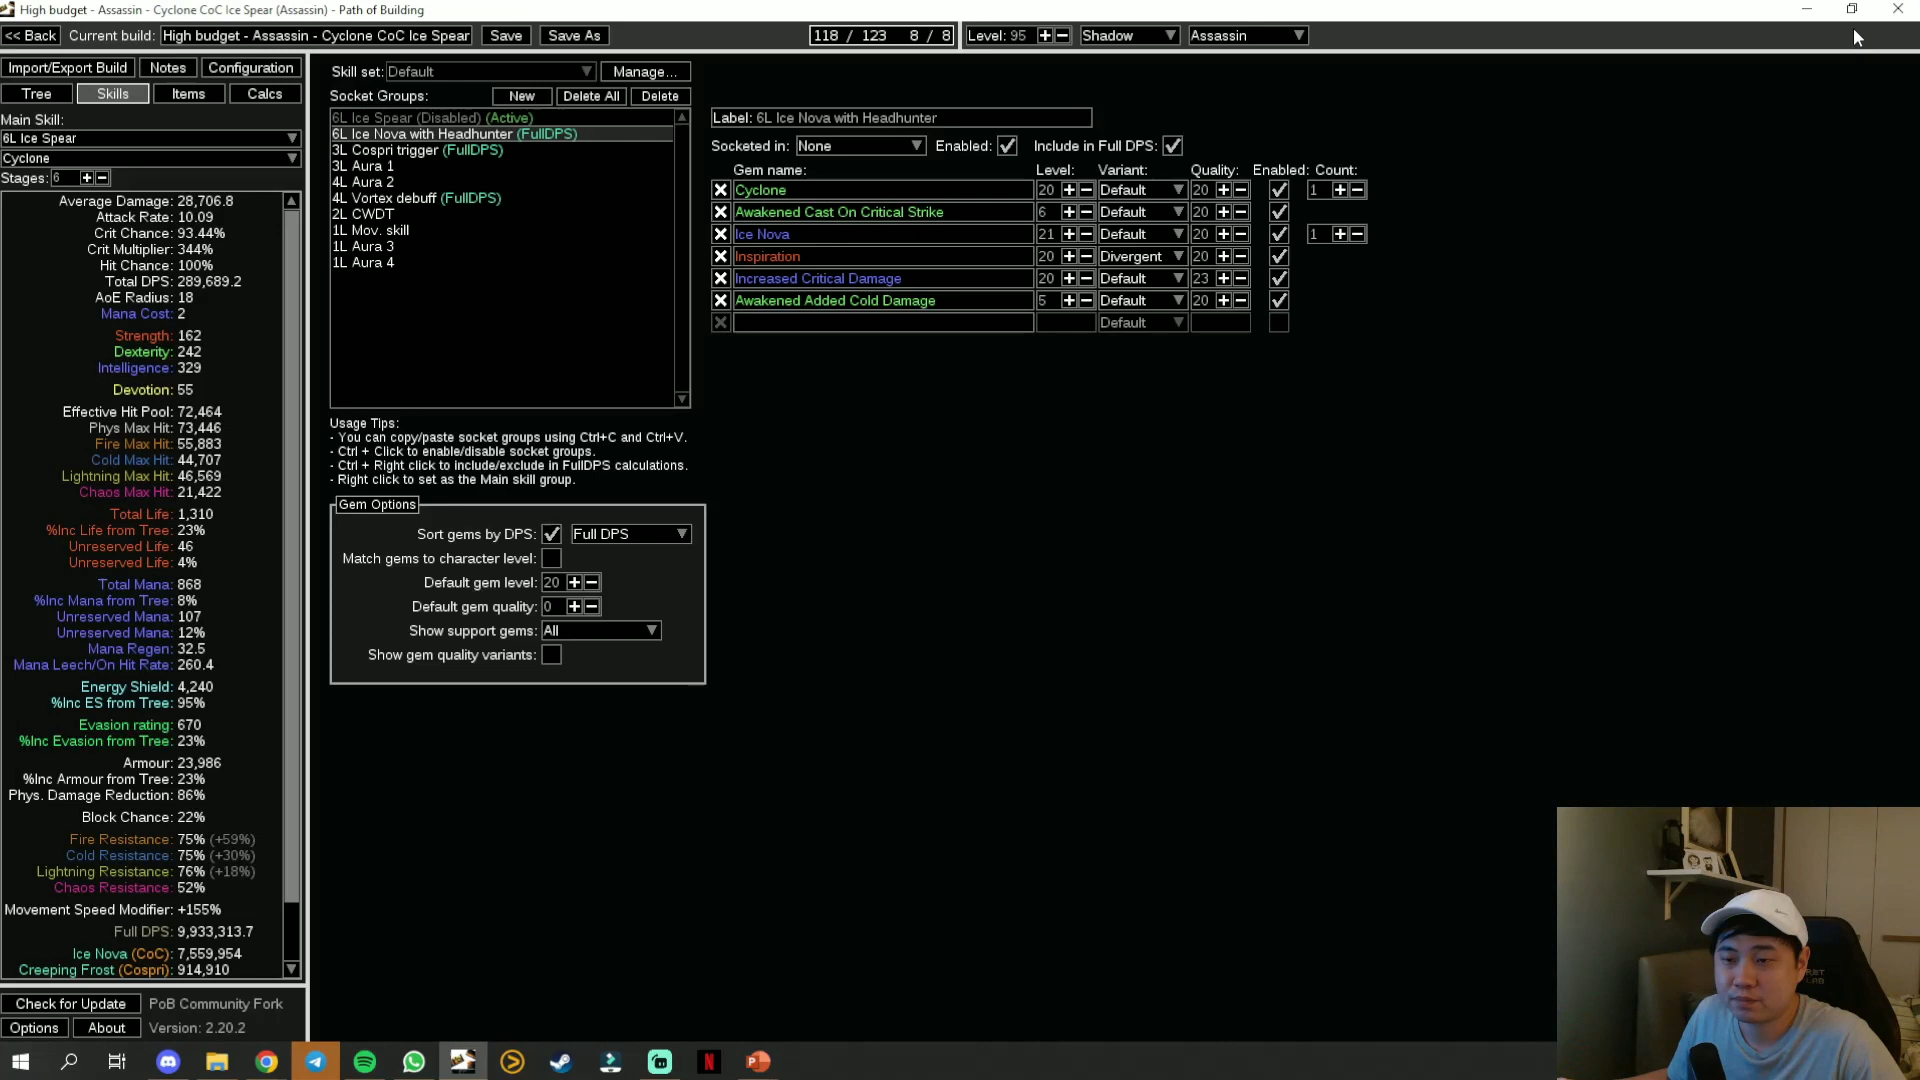 High budget - Assassin - Cyclone CoC Ice Spear (Assassin) - Path of Building
<< Back Current build: High budget - Assassin - Cyclone CoC Ice Spear Save Save As 118 / 123 8 / 8 Level: 95 Shadow Assassin
Import/Export Build Notes Configuration
Tree Skills Items Calcs
Main Skill:
6L Ice Spear
Cyclone
Stages: 6
Average Damage: 28,706.8
Attack Rate: 10.09
Crit Chance: 93.44%
Crit Multiplier: 344%
Hit Chance: 100%
Total DPS: 289,689.2
AoE Radius: 18
Mana Cost: 2
Strength: 162
Dexterity: 242
Intelligence: 329
Devotion: 55
Effective Hit Pool: 72,464
Phys Max Hit: 73,446
Fire Max Hit: 55,883
Cold Max Hit: 44,707
Lightning Max Hit: 46,569
Chaos Max Hit: 21,422
Total Life: 1,310
%Inc Life from Tree: 23%
Unreserved Life: 46
Unreserved Life: 4%
Total Mana: 868
%Inc Mana from Tree: 8%
Unreserved Mana: 107
Unreserved Mana: 12%
Mana Regen: 32.5
Mana Leech/On Hit Rate: 260.4
Energy Shield: 4,240
%Inc ES from Tree: 95%
Evasion rating: 670
%Inc Evasion from Tree: 23%
Armour: 23,986
%Inc Armour from Tree: 23%
Phys. Damage Reduction: 86%
Block Chance: 22%
Fire Resistance: 75% (+59%)
Cold Resistance: 75% (+30%)
Lightning Resistance: 76% (+18%)
Chaos Resistance: 52%
Movement Speed Modifier: +155%
Full DPS: 9,933,313.7
Ice Nova (CoC): 7,559,954
Creeping Frost (Cospri): 914,910
Check for Update PoB Community Fork
Options About Version: 2.20.2
Skill set: Default Manage...
Socket Groups: New Delete All Delete
6L Ice Spear (Disabled) (Active)
6L Ice Nova with Headhunter (FullDPS)
3L Cospri trigger (FullDPS)
3L Aura 1
4L Aura 2
4L Vortex debuff (FullDPS)
2L CWDT
1L Mov. skill
1L Aura 3
1L Aura 4
Usage Tips:
- You can copy/paste socket groups using Ctrl+C and Ctrl+V.
- Ctrl + Click to enable/disable socket groups.
- Ctrl + Right click to include/exclude in FullDPS calculations.
- Right click to set as the Main skill group.
Gem Options
Sort gems by DPS: Full DPS
Match gems to character level:
Default gem level: 20
Default gem quality: 0
Show support gems: All
Show gem quality variants:
Label: 6L Ice Nova with Headhunter
Socketed in: None Enabled: Include in Full DPS:
Gem name: Level: Variant: Quality: Enabled: Count:
Cyclone 20 Default 20 1
Awakened Cast On Critical Strike 6 Default 20
Ice Nova 21 Default 20 1
Inspiration 20 Divergent 20
Increased Critical Damage 20 Default 23
Awakened Added Cold Damage 5 Default 20
Default